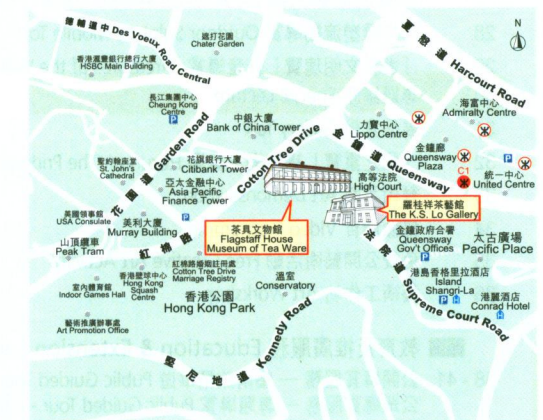 德輔道中 Des Voeux Road Central
遮打花園
Chater Garden
香港滙豐銀行總行大廈
HSBC Main Building
夏慤道 Harcourt Road
N
長江集團中心
Cheung Kong
Centre
P
中銀大廈
Bank of China Tower
力寶中心
Lippo Centre
海富中心
Admiralty Centre
花園道 Garden Road
Cotton Tree Drive
金鐘道 Queensway
金鐘廊
Queensway
Plaza
聖約翰座堂
St. John's
Cathedral
花旗銀行大廈
Citibank Tower
高等法院
High Court
C1
P
統一中心
United Centre
亞太金融中心
Asia Pacific
Finance Tower
羅桂祥茶藝館
The K.S. Lo Gallery
英國領事館
USA Consulate
美利大廈
Murray Building
茶具文物館
Flagstaff House
Museum of Tea Ware
金鐘政府合署
Queensway
Govt Offices
P
太古廣場
Pacific Place
山頂纜車
Peak Tram
紅棉路
P
法院道 Supreme Court Road
香港壁球中心
Hong Kong
Squash
Centre
紅棉路婚姻註冊處
Cotton Tree Drive
Marriage Registry
溫室
Conservatory
港島香格里拉酒店
Island
Shangri-La
P H
室內體育館
Indoor Games Hall
香港公園
Hong Kong Park
港麗酒店
Conrad Hotel
H
藝術推廣辦事處
Art Promotion Office
堅尼地道 Kennedy Road